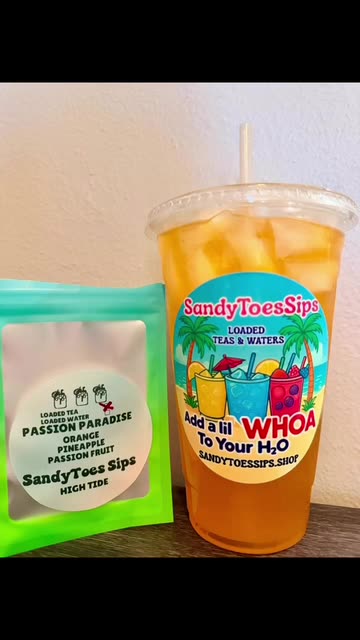 LOADED TEA
LOADED WATER
PASSION PARADISE
ORANGE
PINEAPPLE
PASSION FRUIT
SandyToes Sips
HIGH TIDE
SandyToesSips
LOADED
TEAS & WATERS
Add a lil WHOA
To Your H₂O
SANDYTOESSIPS.SHOP